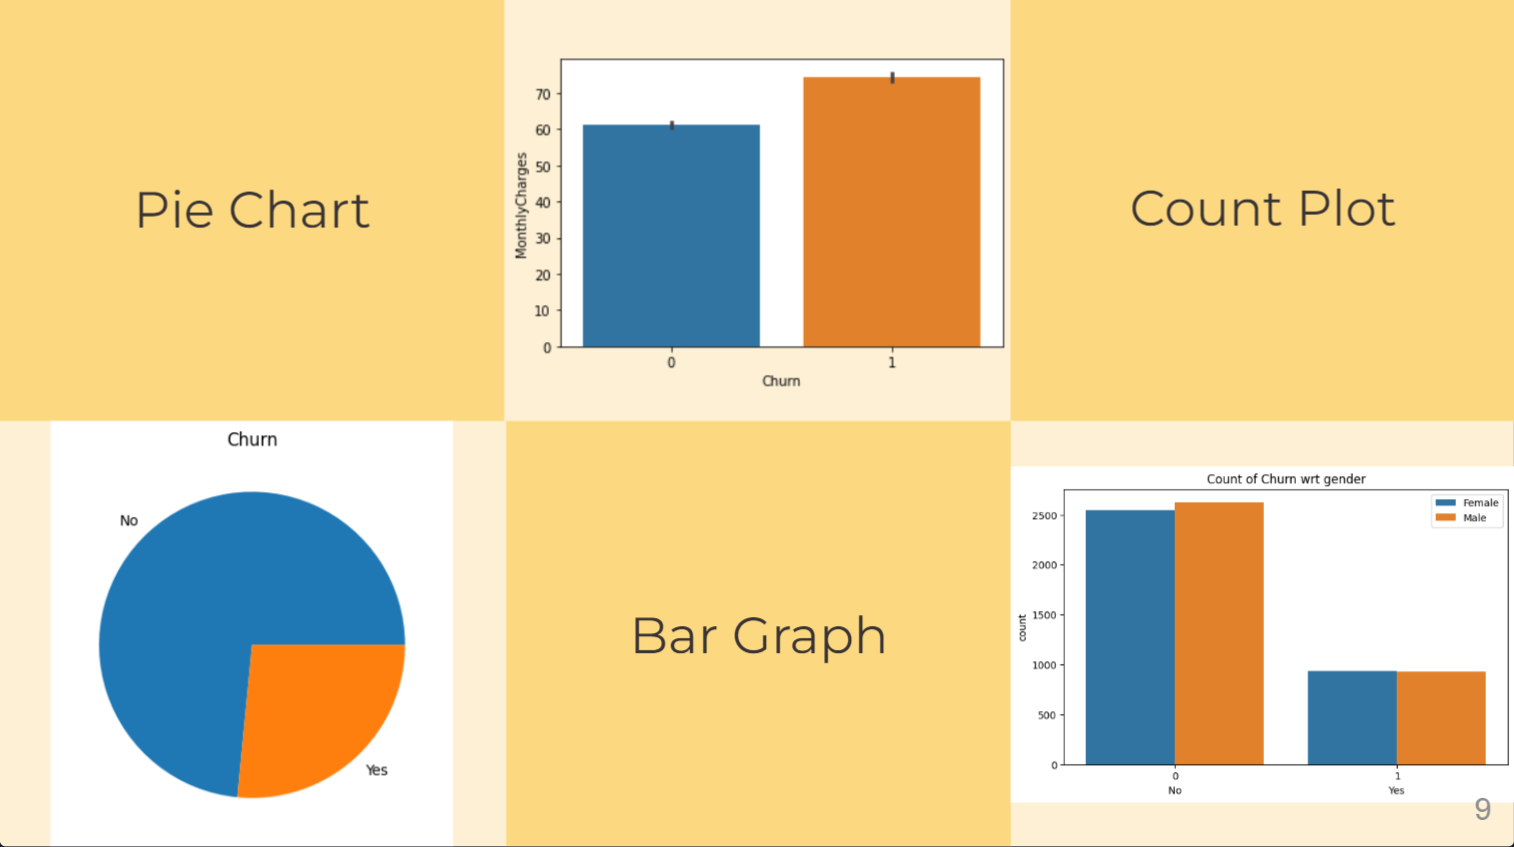 Pie Chart
70
60
50
40
30
20
10
0
MonthlyCharges
0 1
Churn
Count Plot
Churn
No
Yes
Bar Graph
Count of Churn wrt gender
Female
Male
2500
2000
1500
1000
500
0
count
0 1
No Yes
9